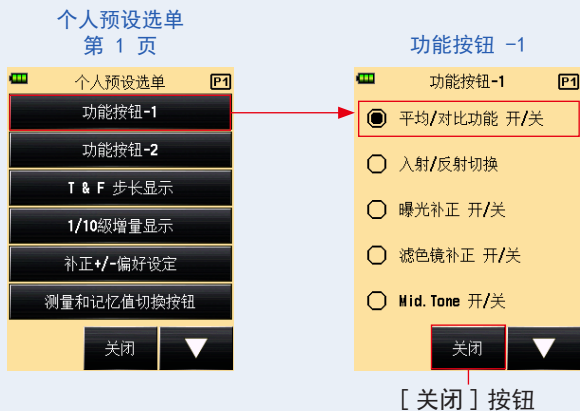 个人预设选单
第 1 页
个人预设选单 P1
功能按钮-1
功能按钮-2
T & F 步长显示
1/10級增量显示
补正+/-偏好设定
测量和记忆值切換按钮
关闭
功能按钮 -1
功能按钮-1 P1
平均/对比功能 开/关
入射/反射切换
曝光补正 开/关
滤色镜补正 开/关
Mid. Tone 开/关
关闭
[ 关闭 ] 按钮